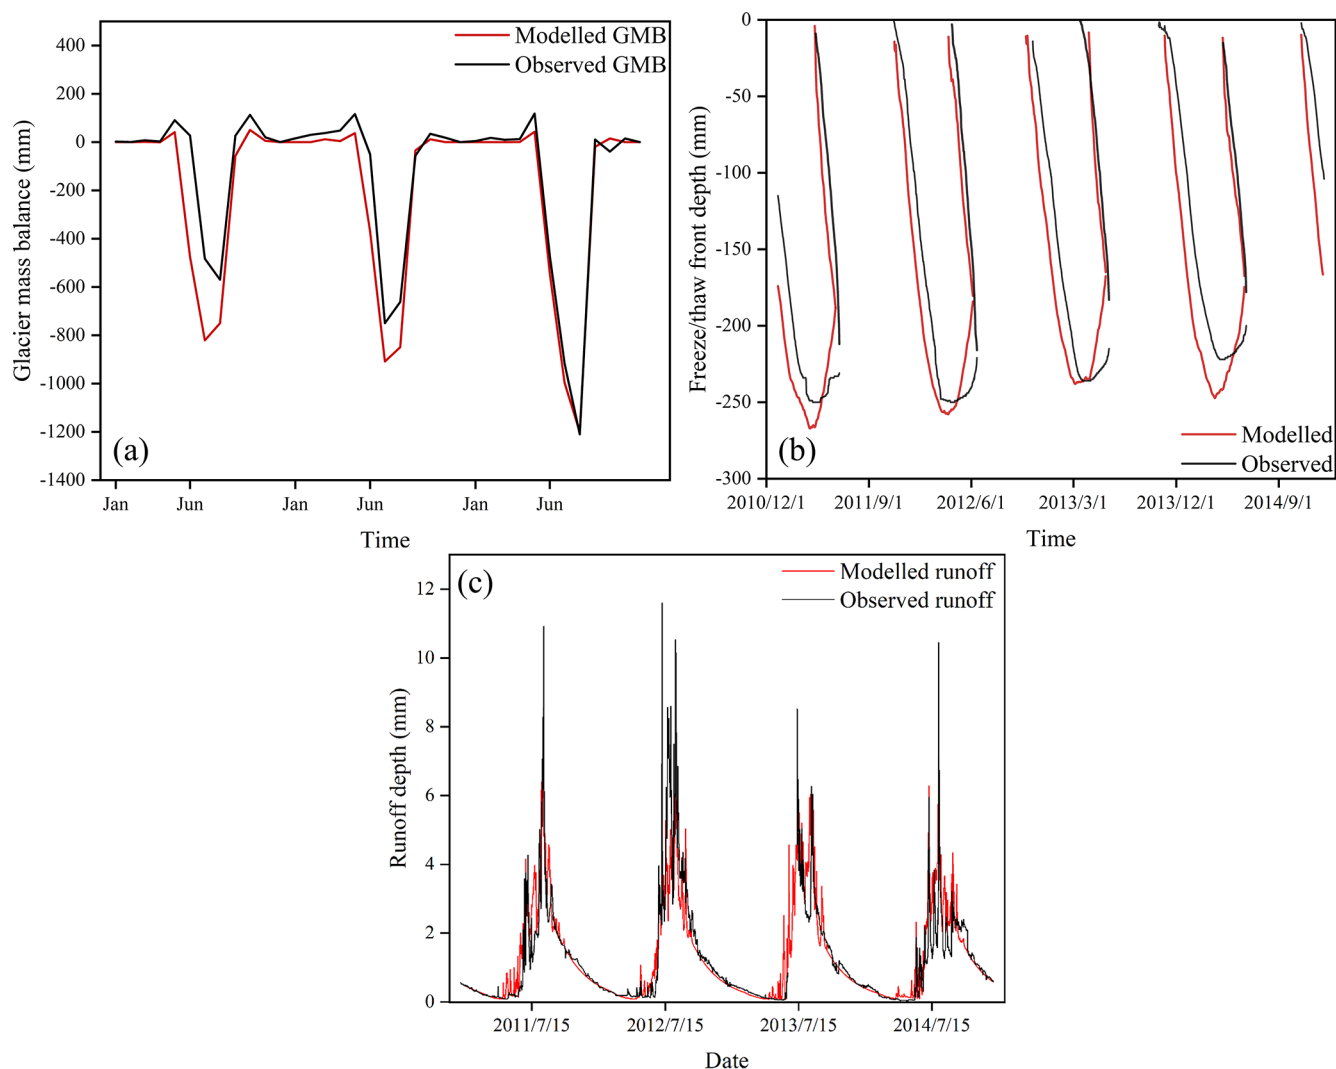 400
200
0
-200
-400
-600
-800
-1000
-1200
-1400
Glacier mass balance (mm)
Modelled GMB
Observed GMB
(a)
Jan Jun Jan Jun Jan Jun
Time
0
-50
-100
-150
-200
-250
-300
Freeze/thaw front depth (mm)
(b)
Modelled
Observed
2010/12/1 2011/9/1 2012/6/1 2013/3/1 2013/12/1 2014/9/1
Time
(c)
Modelled runoff
Observed runoff
12
10
8
6
4
2
0
Runoff depth (mm)
2011/7/15 2012/7/15 2013/7/15 2014/7/15
Date